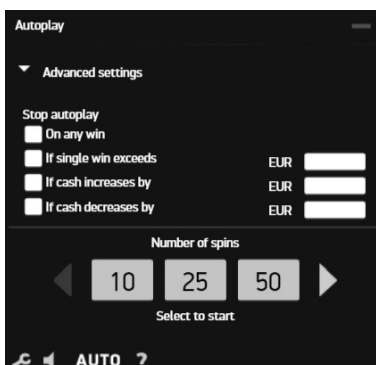 Autoplay
Advanced settings
Stop autoplay
On any win
If single win exceeds EUR
If cash increases by EUR
If cash decreases by EUR
Number of spins
10 25 50
Select to start
AUTO ?